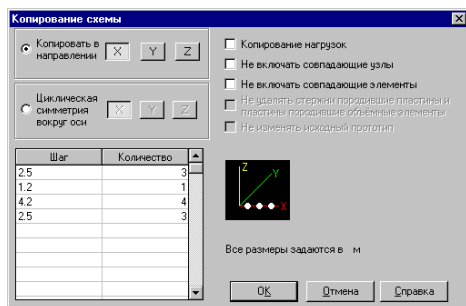 Копирование схемы
Копировать в
направлении
X Y Z
Циклическая
симметрия
вокруг оси
X Y Z
Шаг Количество
2.5 3
1.2 1
4.2 4
2.5 3
Копирование нагрузок
Не включать совпадающие узлы
Не включать совпадающие элементы
Не удалять стержни породившие пластины и
пластины породившие объёмные элементы
Не изменять исходный прототип
Z
Y
X
Все размеры задаются в м
OK Отмена Справка